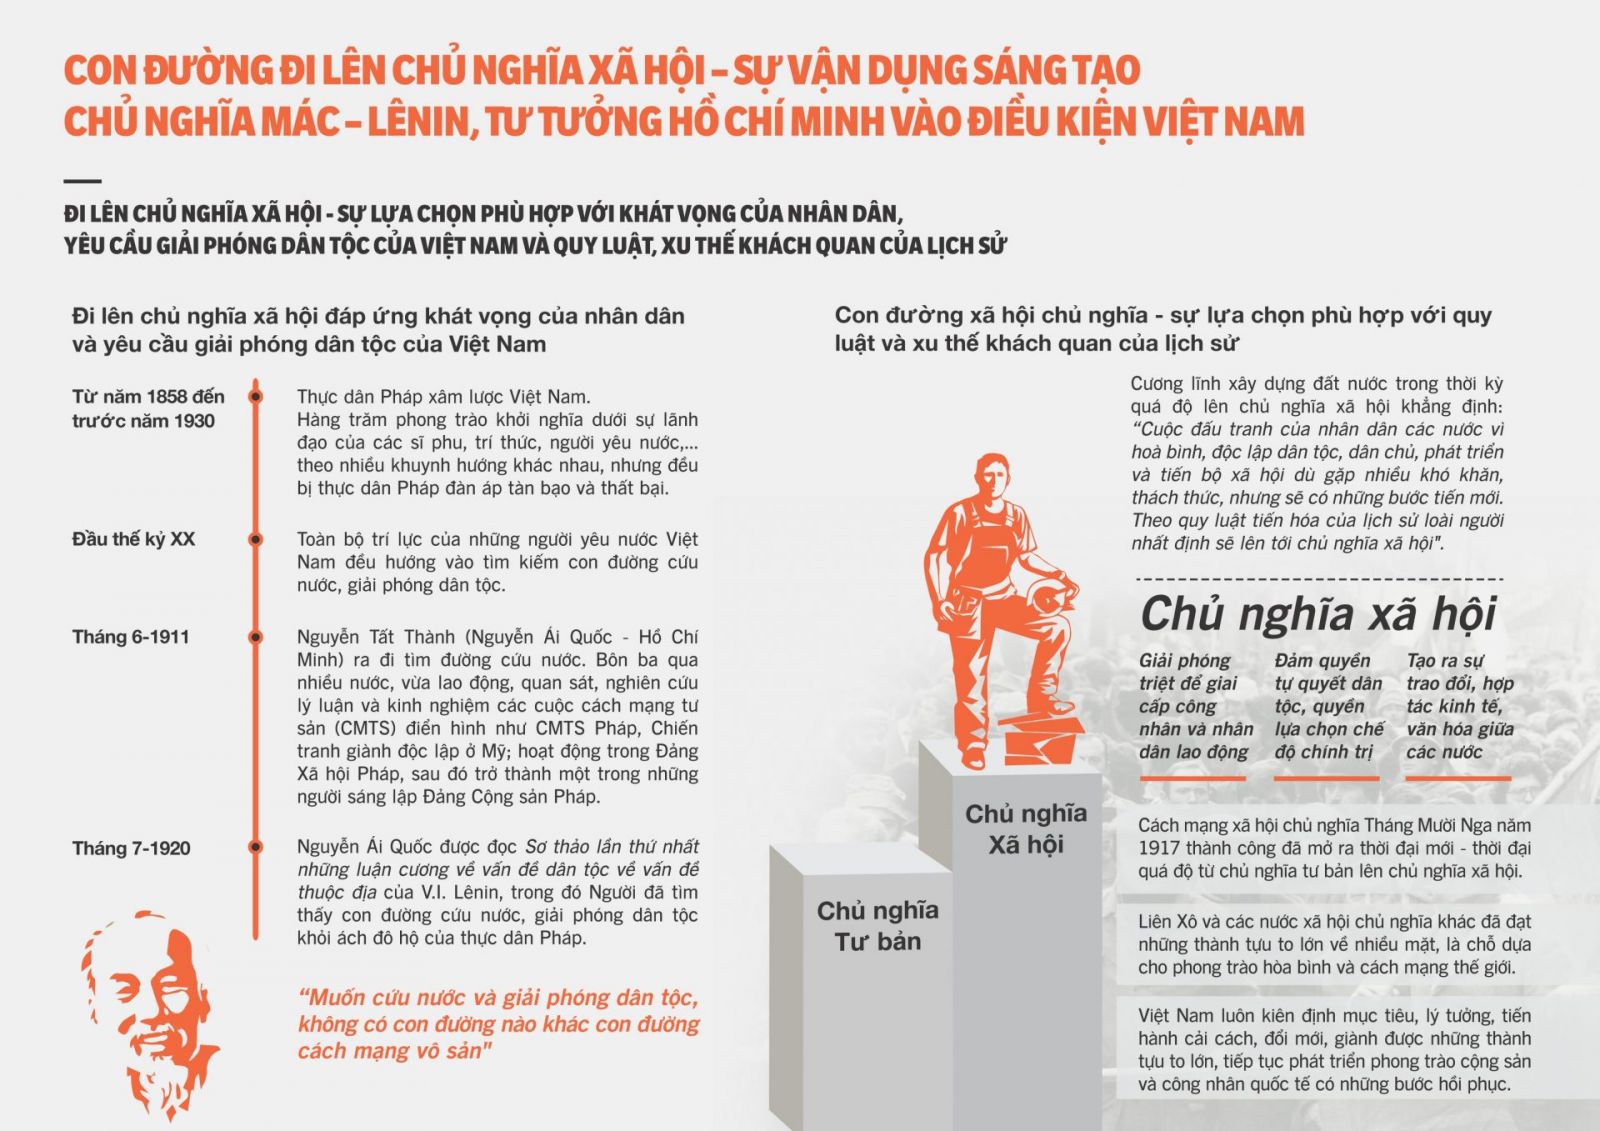 CON ĐƯỜNG ĐI LÊN CHỦ NGHĨA XÃ HỘI – SỰ VẬN DỤNG SÁNG TẠO
CHỦ NGHĨA MÁC – LÊNIN, TƯ TƯỞNG HỒ CHÍ MINH VÀO ĐIỀU KIỆN VIỆT NAM
ĐI LÊN CHỦ NGHĨA XÃ HỘI - SỰ LỰA CHỌN PHÙ HỢP VỚI KHÁT VỌNG CỦA NHÂN DÂN,
YÊU CẦU GIẢI PHÓNG DÂN TỘC CỦA VIỆT NAM VÀ QUY LUẬT, XU THẾ KHÁCH QUAN CỦA LỊCH SỬ
Đi lên chủ nghĩa xã hội đáp ứng khát vọng của nhân dân
và yêu cầu giải phóng dân tộc của Việt Nam
Từ năm 1858 đến
trước năm 1930
Thực dân Pháp xâm lược Việt Nam.
Hàng trăm phong trào khởi nghĩa dưới sự lãnh
đạo của các sĩ phu, trí thức, người yêu nước,...
theo nhiều khuynh hướng khác nhau, nhưng đều
bị thực dân Pháp đàn áp tàn bạo và thất bại.
Đầu thế kỷ XX
Toàn bộ trí lực của những người yêu nước Việt
Nam đều hướng vào tìm kiếm con đường cứu
nước, giải phóng dân tộc.
Tháng 6-1911
Nguyễn Tất Thành (Nguyễn Ái Quốc - Hồ Chí
Minh) ra đi tìm đường cứu nước. Bôn ba qua
nhiều nước, vừa lao động, quan sát, nghiên cứu
lý luận và kinh nghiệm các cuộc cách mạng tư
sản (CMTS) điển hình như CMTS Pháp, Chiến
tranh giành độc lập ở Mỹ; hoạt động trong Đảng
Xã hội Pháp, sau đó trở thành một trong những
người sáng lập Đảng Cộng sản Pháp.
Tháng 7-1920
Nguyễn Ái Quốc được đọc Sơ thảo lần thứ nhất
những luận cương về vấn đề dân tộc về vấn đề
thuộc địa của V.I. Lênin, trong đó Người đã tìm
thấy con đường cứu nước, giải phóng dân tộc
khỏi ách đô hộ của thực dân Pháp.
“Muốn cứu nước và giải phóng dân tộc,
không có con đường nào khác con đường
cách mạng vô sản"
Con đường xã hội chủ nghĩa - sự lựa chọn phù hợp với quy
luật và xu thế khách quan của lịch sử
Cương lĩnh xây dựng đất nước trong thời kỳ
quá độ lên chủ nghĩa xã hội khẳng định:
“Cuộc đấu tranh của nhân dân các nước vì
hoà bình, độc lập dân tộc, dân chủ, phát triển
và tiến bộ xã hội dù gặp nhiều khó khăn,
thách thức, nhưng sẽ có những bước tiến mới.
Theo quy luật tiến hóa của lịch sử loài người
nhất định sẽ lên tới chủ nghĩa xã hội".
Chủ nghĩa xã hội
Giải phóng
triệt để giai
cấp công
nhân và nhân
dân lao động
Đảm quyền
tự quyết dân
tộc, quyền
lựa chọn chế
độ chính trị
Tạo ra sự
trao đổi, hợp
tác kinh tế,
văn hóa giữa
các nước
Chủ nghĩa
Xã hội
Chủ nghĩa
Tư bản
Cách mạng xã hội chủ nghĩa Tháng Mười Nga năm
1917 thành công đã mở ra thời đại mới - thời đại
quá độ từ chủ nghĩa tư bản lên chủ nghĩa xã hội.
Liên Xô và các nước xã hội chủ nghĩa khác đã đạt
những thành tựu to lớn về nhiều mặt, là chỗ dựa
cho phong trào hòa bình và cách mạng thế giới.
Việt Nam luôn kiên định mục tiêu, lý tưởng, tiến
hành cải cách, đổi mới, giành được những thành
tựu to lớn, tiếp tục phát triển phong trào cộng sản
và công nhân quốc tế có những bước hồi phục.